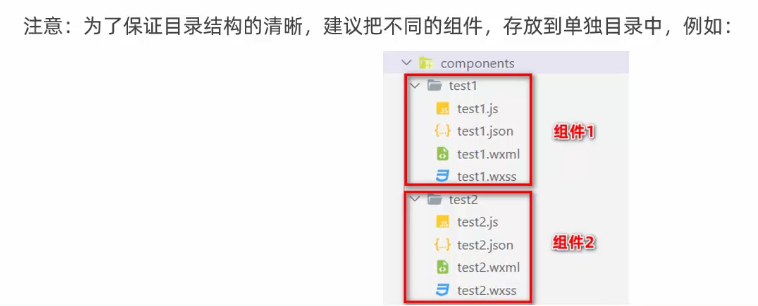 注意：为了保证目录结构的清晰，建议把不同的组件，存放到单独目录中，例如：
components
test1
test1.js
test1.json
组件1
test1.wxml
test1.wxss
test2
test2.js
test2.json
组件2
test2.wxml
test2.wxss